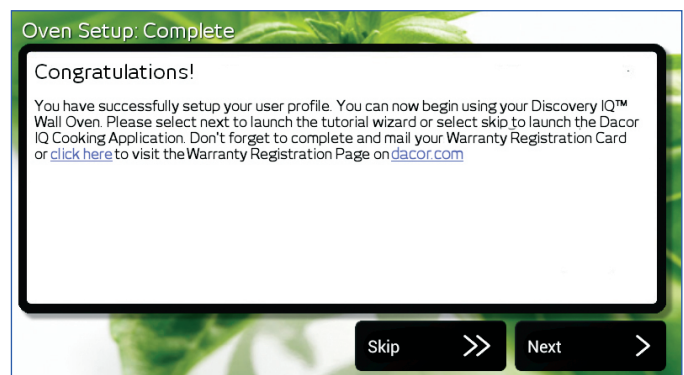 Oven Setup: Complete
Congratulations!
You have successfully setup your user profile. You can now begin using your Discovery IQ™
Wall Oven. Please select next to launch the tutorial wizard or select skip to launch the Dacor
IQ Cooking Application. Don't forget to complete and mail your Warranty Registration Card
or click here to visit the Warranty Registration Page on dacor.com
Skip
Next